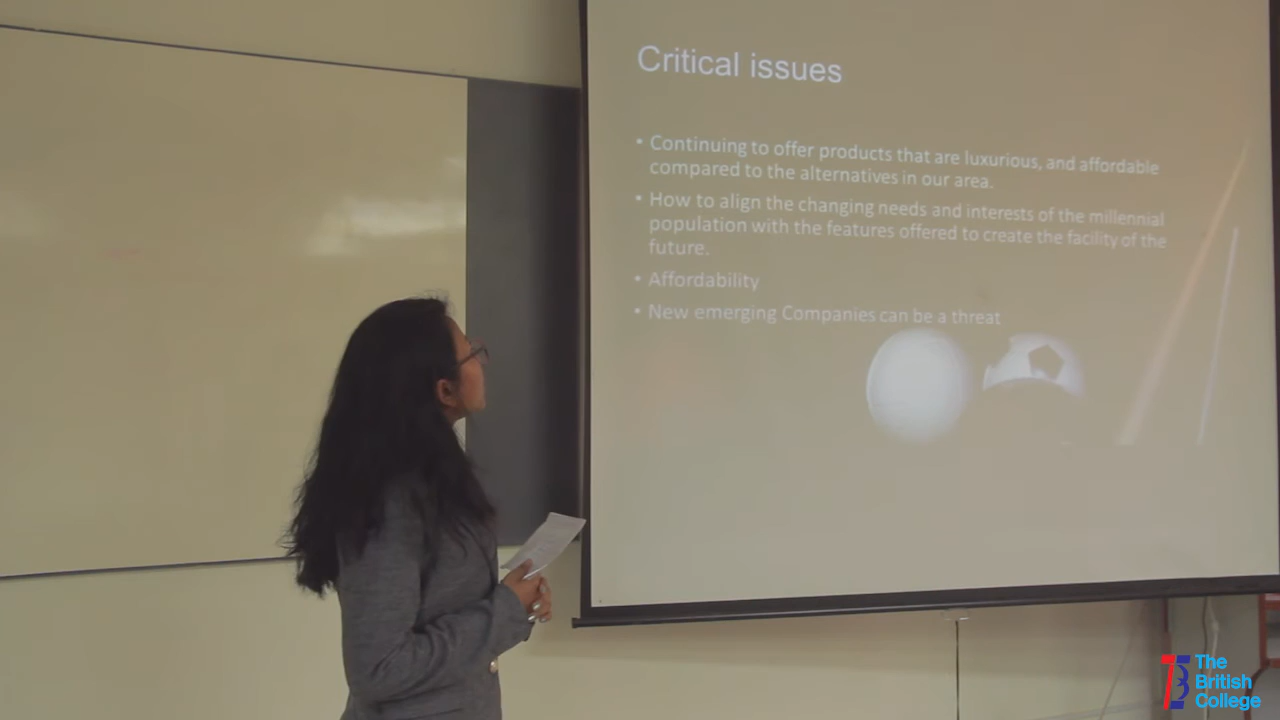 Critical issues
• Continuing to offer products that are luxurious, and affordable
compared to the alternatives in our area.
• How to align the changing needs and interests of the millennial
population with the features offered to create the facility of the
future.
• Affordability
• New emerging Companies can be a threat
The
British
College